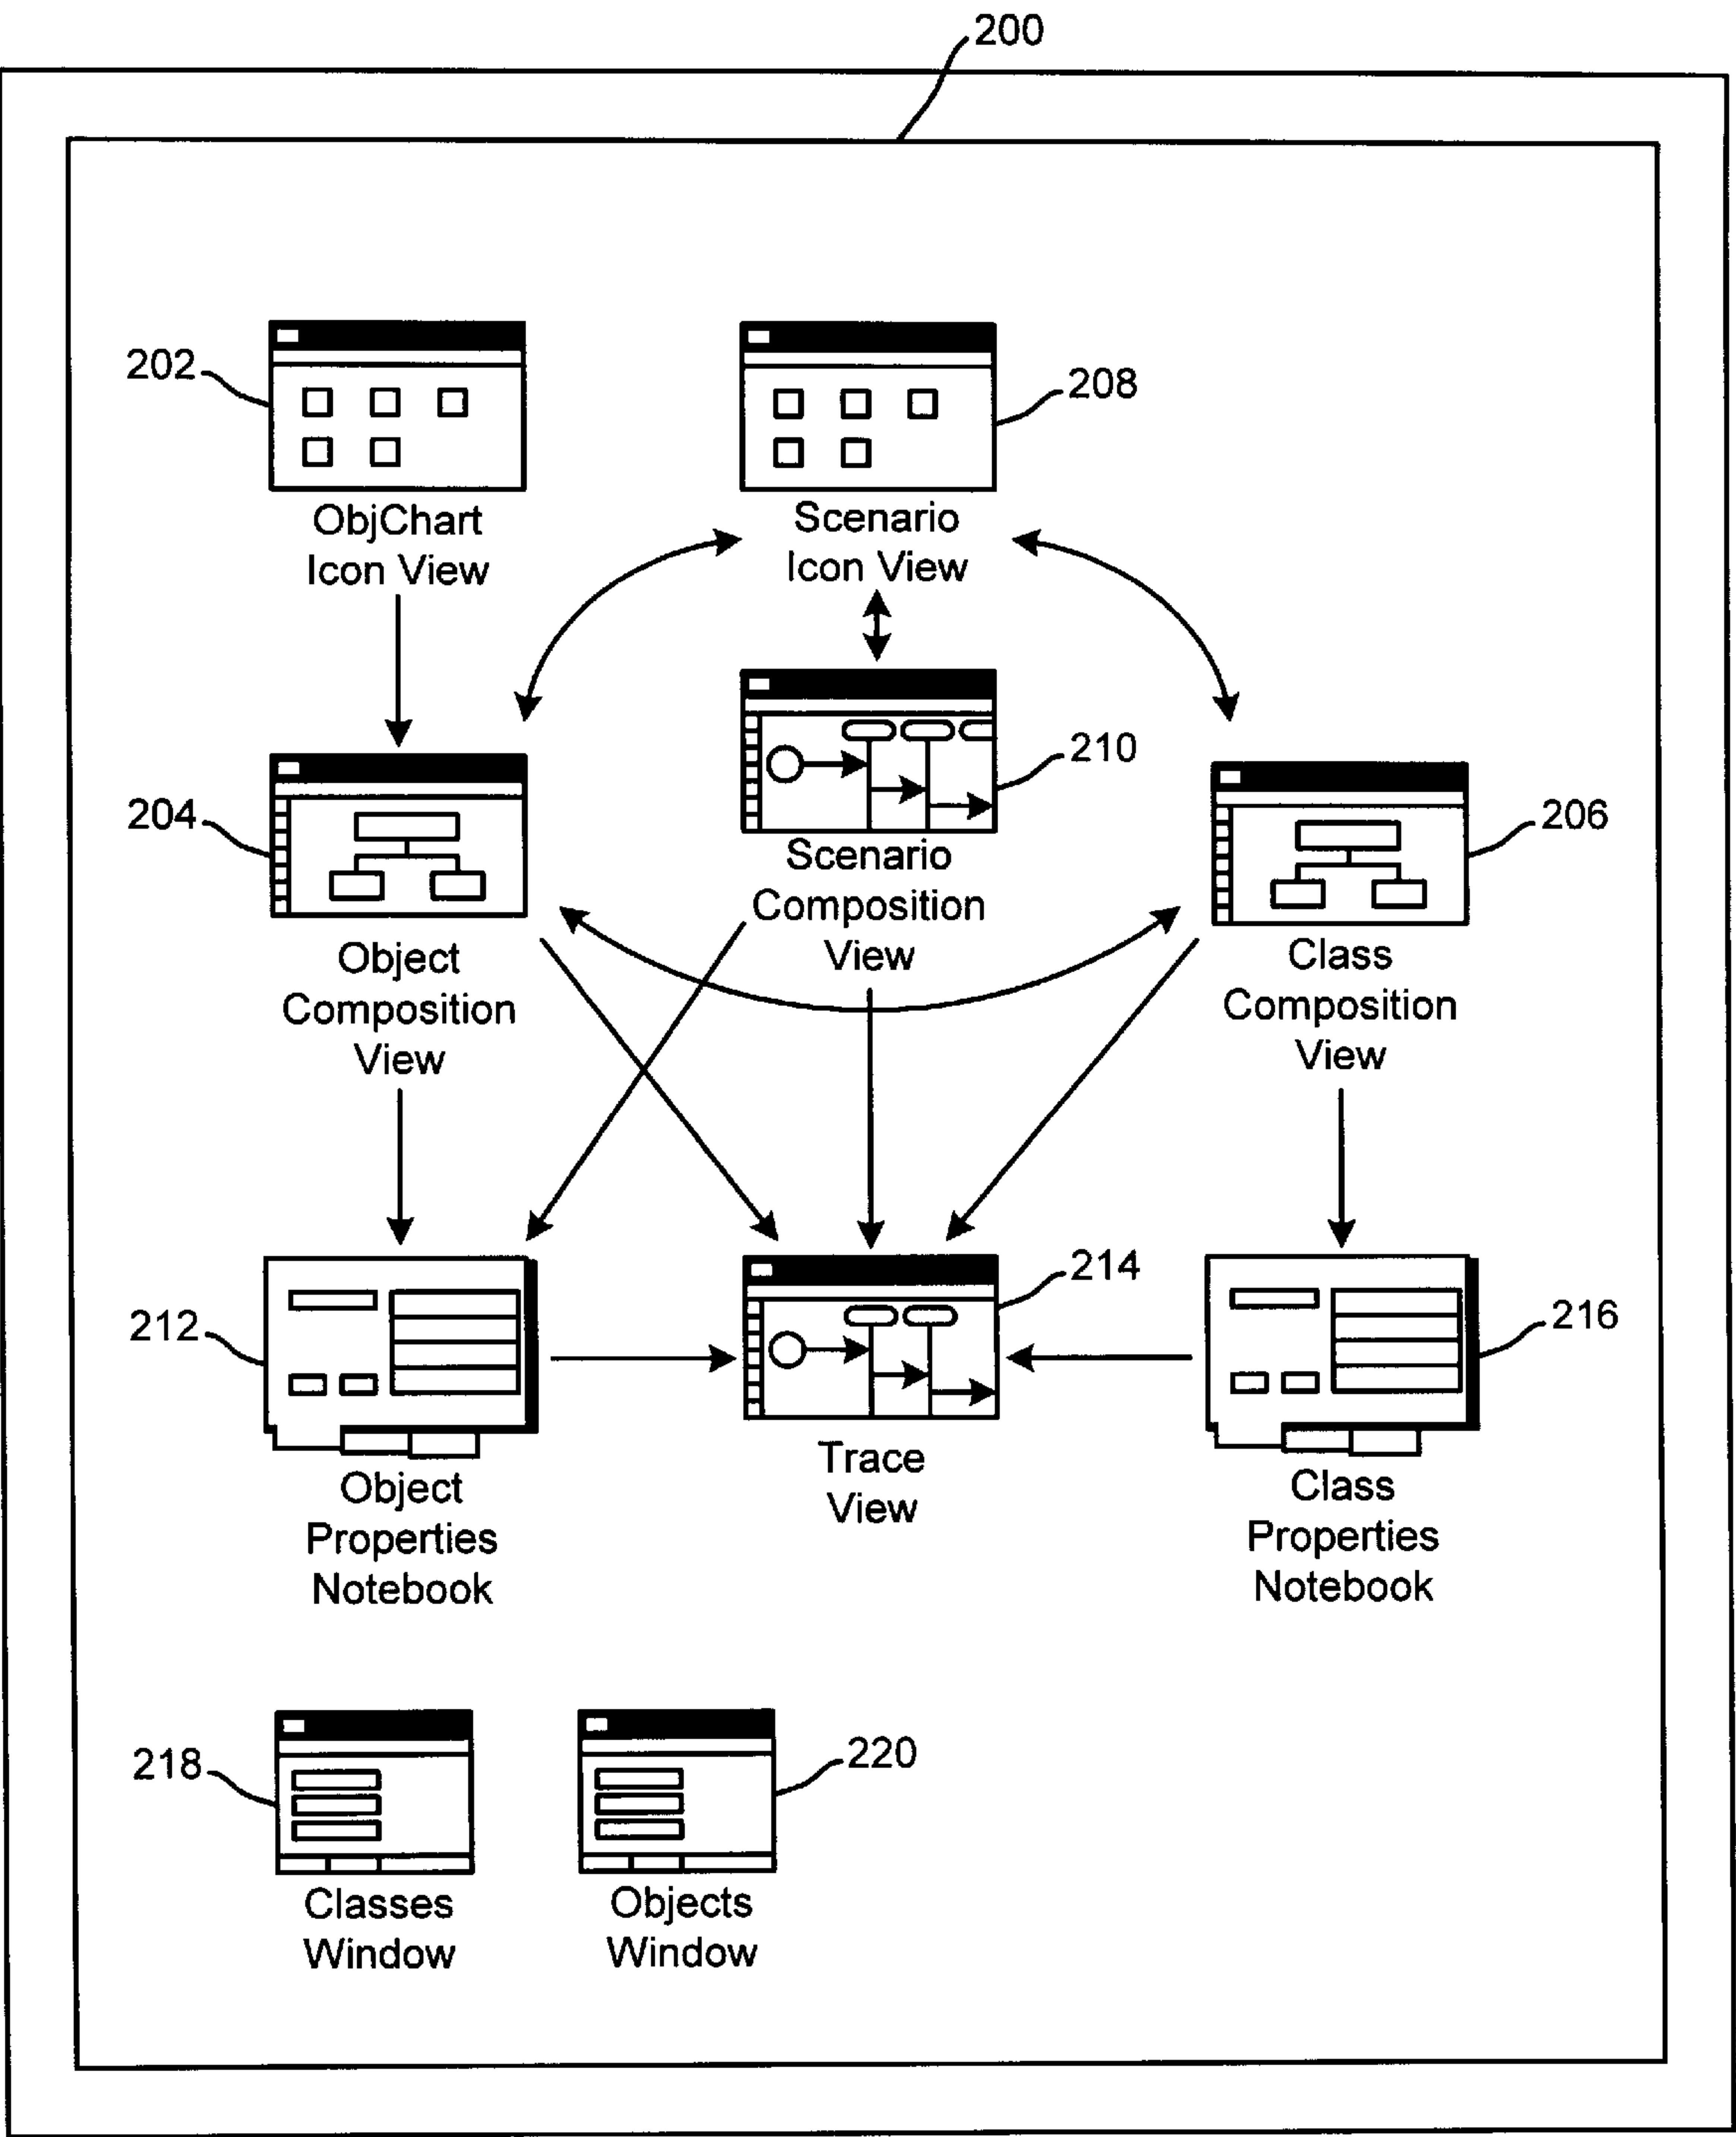 200
202
208
ObjChart
Icon View
Scenario
Icon View
204
210
206
Scenario
Composition
View
Object
Composition
View
Class
Composition
View
212
214
216
Object
Properties
Notebook
Trace
View
Class
Properties
Notebook
218
220
Classes
Window
Objects
Window